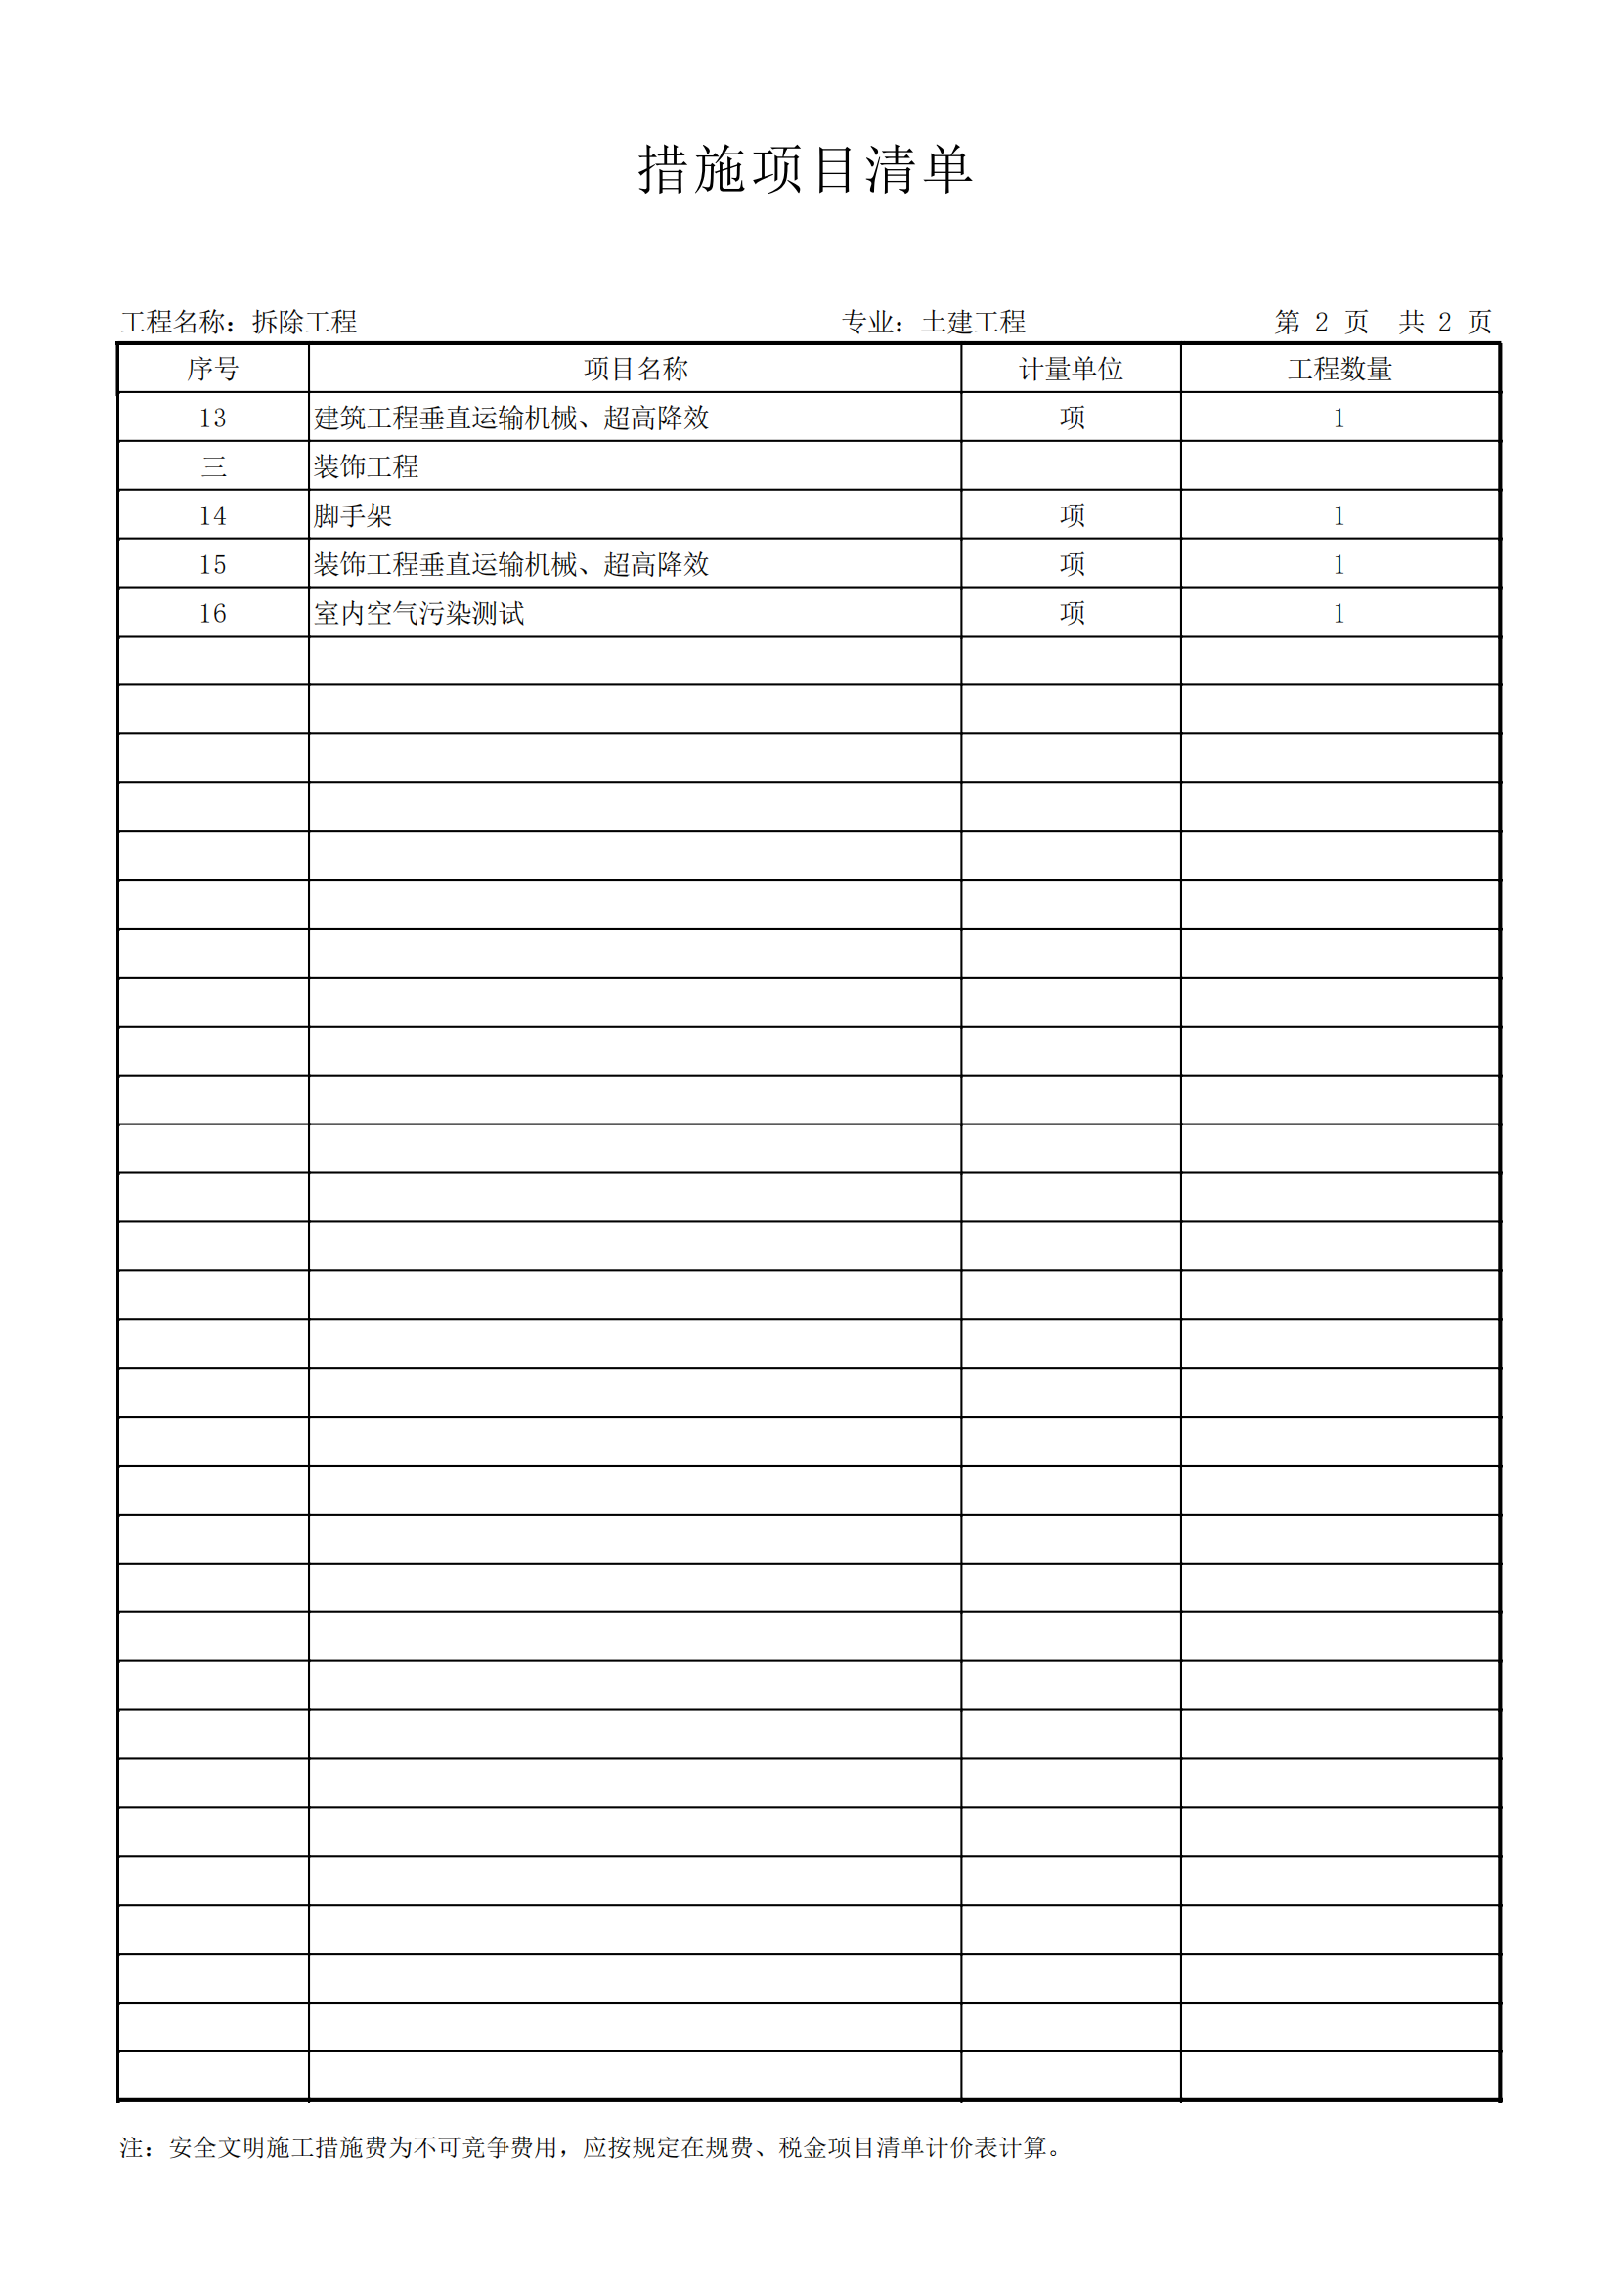 措施项目清单
工程名称：拆除工程 专业：土建工程 第 2 页 共 2 页
序号 项目名称 计量单位 工程数量
13 建筑工程垂直运输机械、超高降效 项 1
三 装饰工程
14 脚手架 项 1
15 装饰工程垂直运输机械、超高降效 项 1
16 室内空气污染测试 项 1
注：安全文明施工措施费为不可竞争费用，应按规定在规费、税金项目清单计价表计算。